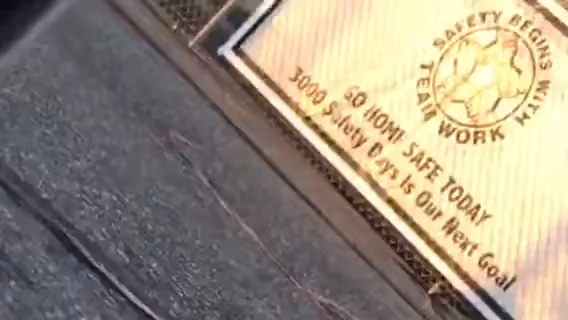 SAFETY BEGINS WITH
TEAM WORK
GO HOME SAFE TODAY
3000 Safety Days Is Our Next Goal